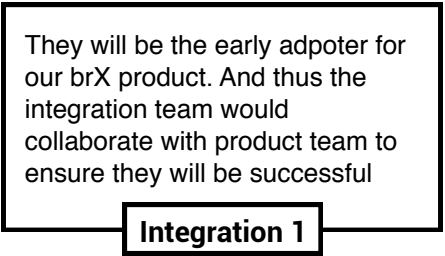 They will be the early adpoter for
our brX product. And thus the
integration team would
collaborate with product team to
ensure they will be successful
Integration 1